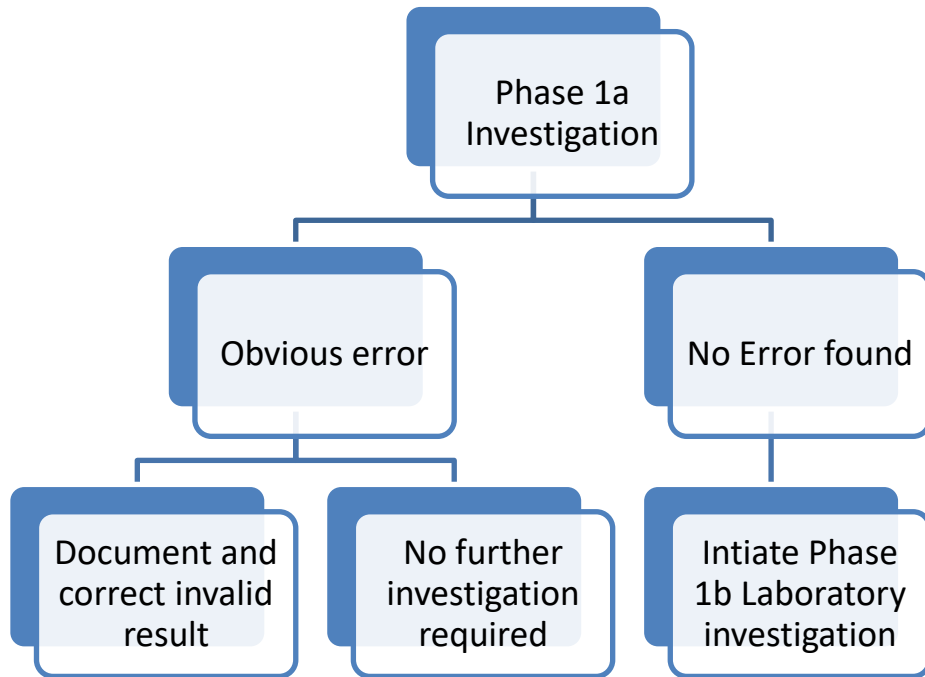 Phase 1a
Investigation
Obvious error
No Error found
Document and
correct invalid
result
No further
investigation
required
Intiate Phase
1b Laboratory
investigation